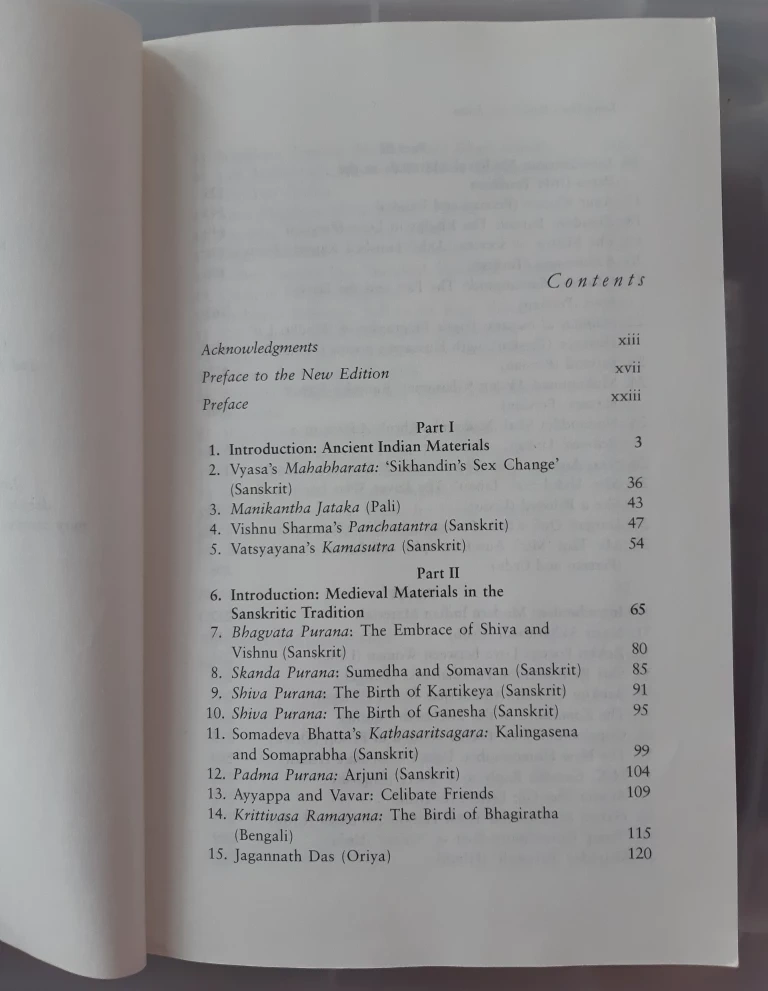 Contents
Acknowledgments xiii
Preface to the New Edition xvii
Preface xxiii
Part I
1. Introduction: Ancient Indian Materials 3
2. Vyasa's Mahabharata: 'Sikhandin's Sex Change'
(Sanskrit) 36
3. Manikantha Jataka (Pali) 43
4. Vishnu Sharma's Panchatantra (Sanskrit) 47
5. Vatsyayana's Kamasutra (Sanskrit) 54
Part II
6. Introduction: Medieval Materials in the
Sanskritic Tradition 65
7. Bhagvata Purana: The Embrace of Shiva and
Vishnu (Sanskrit) 80
8. Skanda Purana: Sumedha and Somavan (Sanskrit) 85
9. Shiva Purana: The Birth of Kartikeya (Sanskrit) 91
10. Shiva Purana: The Birth of Ganesha (Sanskrit) 95
11. Somadeva Bhatta's Kathasaritsagara: Kalingasena
and Somaprabha (Sanskrit) 99
12. Padma Purana: Arjuni (Sanskrit) 104
13. Ayyappa and Vavar: Celibate Friends 109
14. Krittivasa Ramayana: The Birdi of Bhagiratha
(Bengali) 115
15. Jagannath Das (Oriya) 120